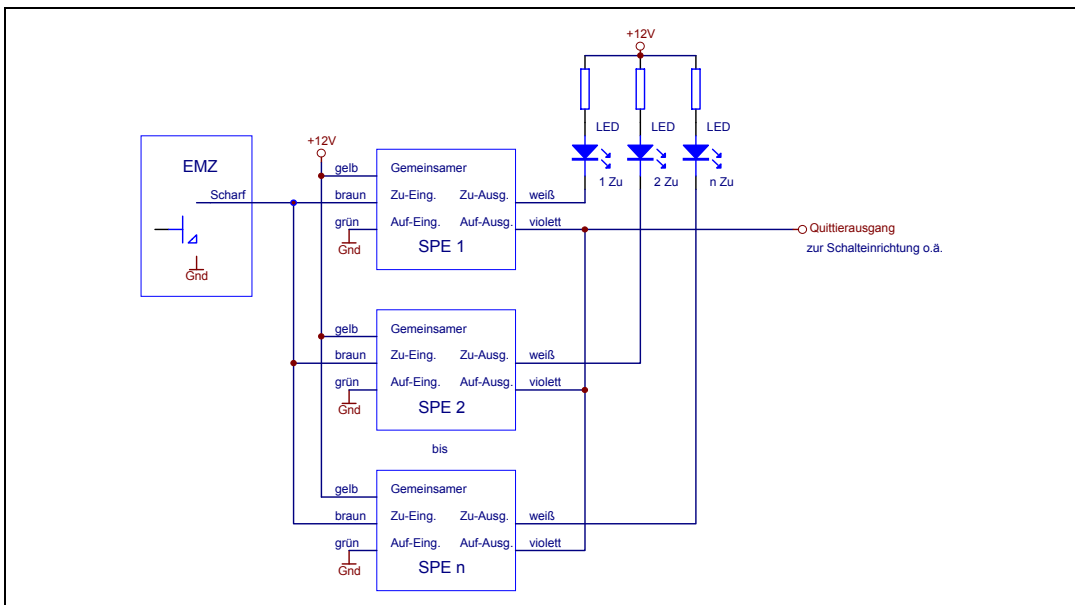 +12V
LED
LED
LED
1 Zu
2 Zu
n Zu
EMZ
Scharf
Gnd
+12V
gelb
Gemeinsamer
braun
Zu-Eing.
Zu-Ausg.
weiß
grün
Auf-Eing.
Auf-Ausg.
violett
Gnd
SPE 1
Quittierausgang
zur Schalteinrichtung o.ä.
gelb
Gemeinsamer
braun
Zu-Eing.
Zu-Ausg.
weiß
grün
Auf-Eing.
Auf-Ausg.
violett
Gnd
SPE 2
bis
gelb
Gemeinsamer
braun
Zu-Eing.
Zu-Ausg.
weiß
grün
Auf-Eing.
Auf-Ausg.
violett
Gnd
SPE n